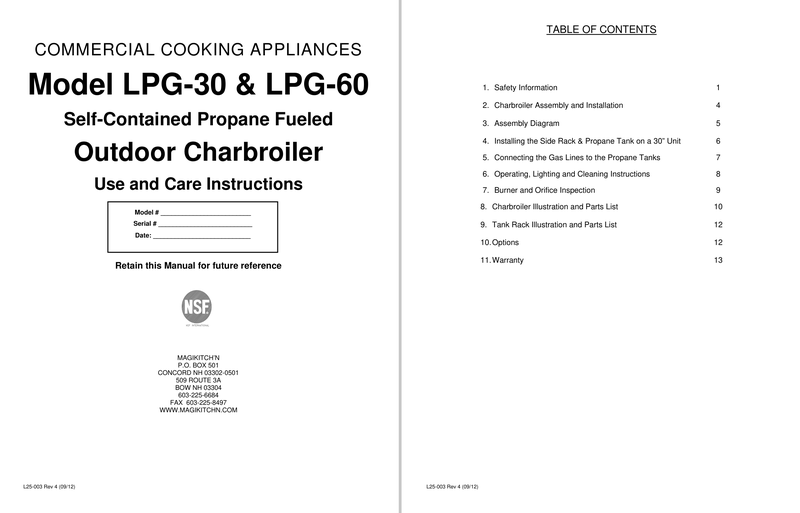 COMMERCIAL COOKING APPLIANCES
Model LPG-30 & LPG-60
Self-Contained Propane Fueled
Outdoor Charbroiler
Use and Care Instructions
Model # ___________________________
Serial # ____________________________
Date: _____________________________
Retain this Manual for future reference
NSF.
MAGIKITCH'N
P.O. BOX 501
CONCORD NH 03302-0501
509 ROUTE 3A
BOW NH 03304
603-225-6684
FAX 603-225-8497
WWW.MAGIKITCHN.COM
L25-003 Rev 4 (09/12)
TABLE OF CONTENTS
1. Safety Information 1
2. Charbroiler Assembly and Installation 4
3. Assembly Diagram 5
4. Installing the Side Rack & Propane Tank on a 30" Unit 6
5. Connecting the Gas Lines to the Propane Tanks 7
6. Operating, Lighting and Cleaning Instructions 8
7. Burner and Orifice Inspection 9
8. Charbroiler Illustration and Parts List 10
9. Tank Rack Illustration and Parts List 12
10. Options 12
11. Warranty 13
L25-003 Rev 4 (09/12)